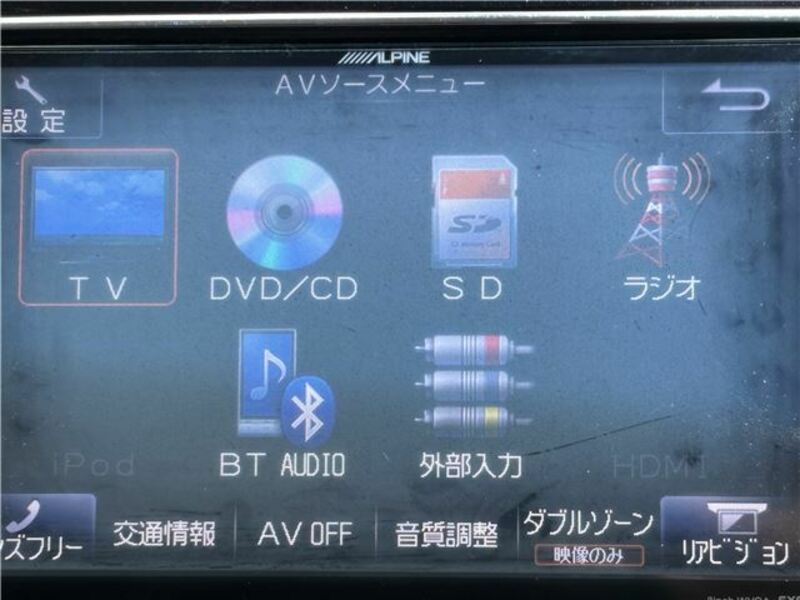 ALPINE
AVソースメニュー
設定
TV
DVD/CD
SD
ラジオ
iPod
BT AUDIO
外部入力
HDMI
ズフリー
交通情報
AV OFF
音質調整
ダブルゾーン
映像のみ
リアビジョン